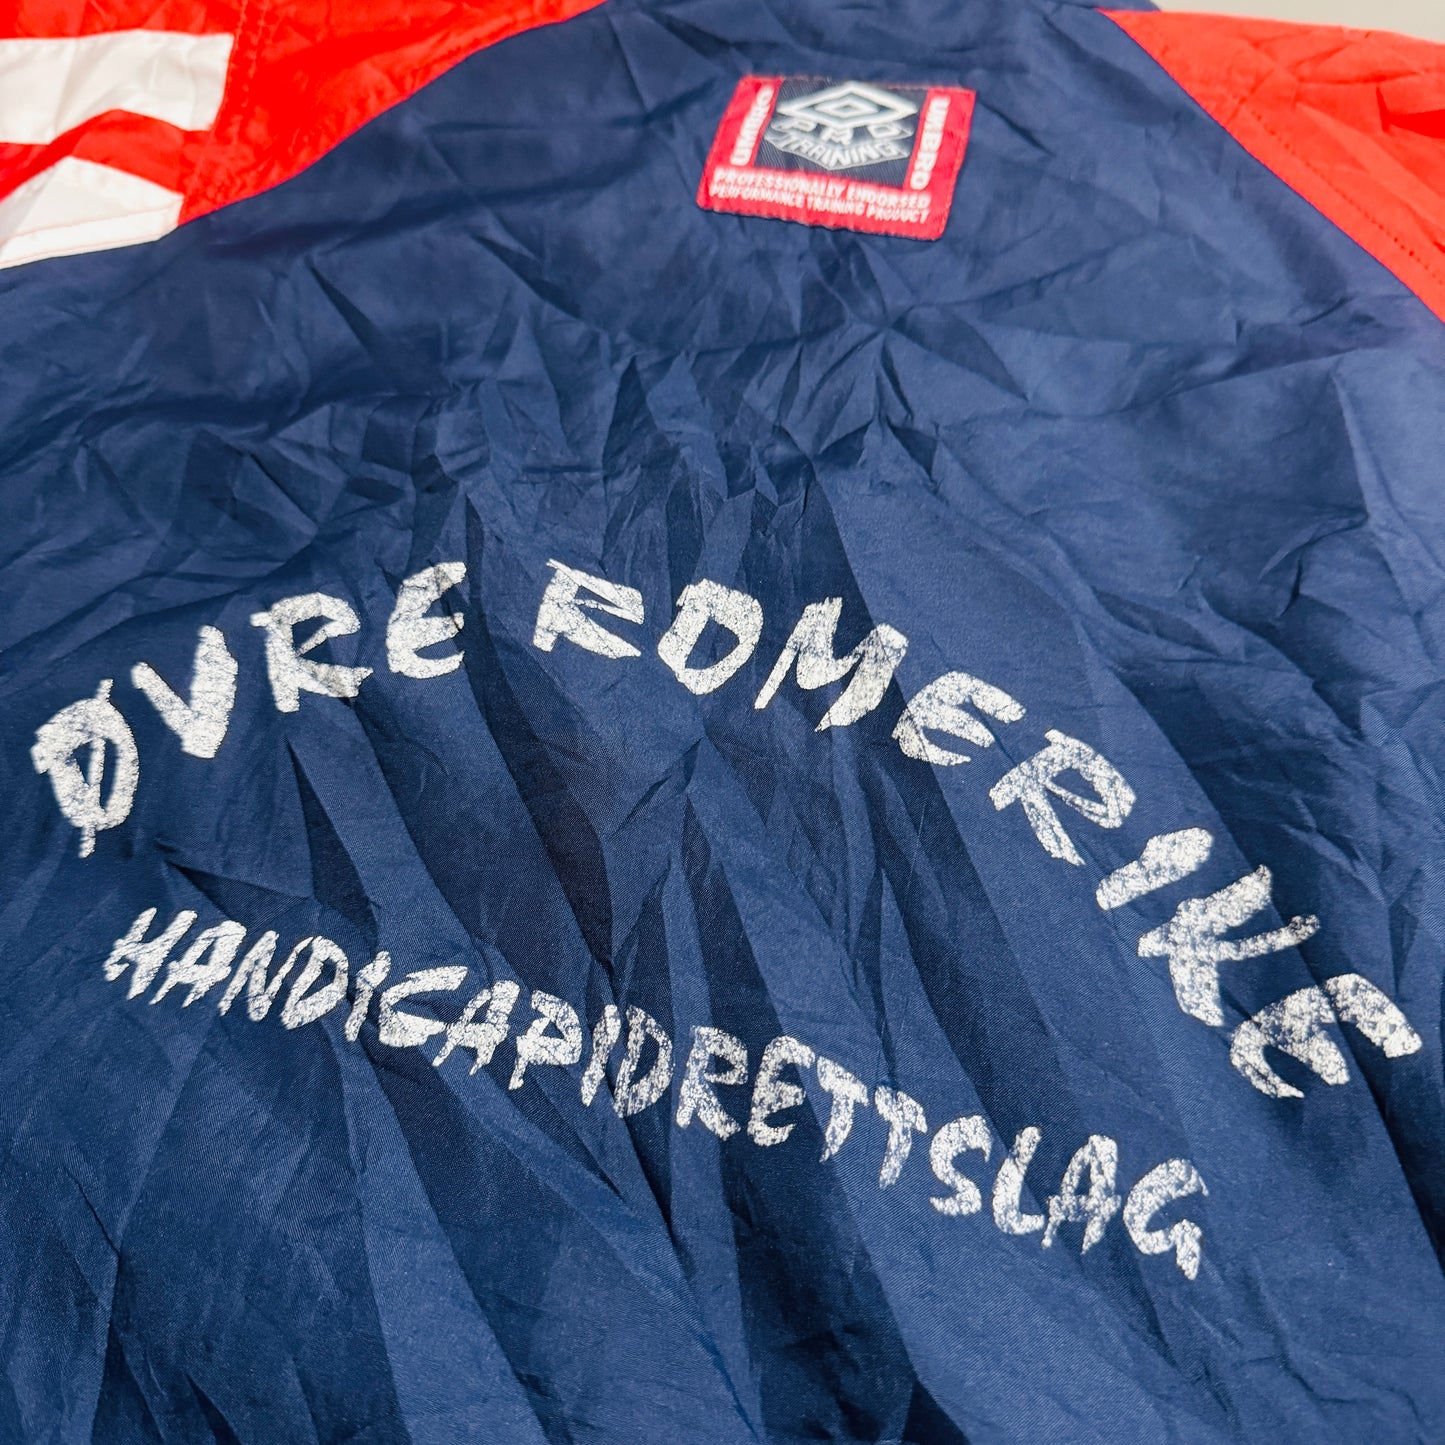 UMBRO
PRO
TRAINING
UMBRO
PROFESSIONALLY ENDORSED
PERFORMANCE TRAINING PRODUCT
ØVRE ROMERIKE
HANDICAPIDRETTSLAG